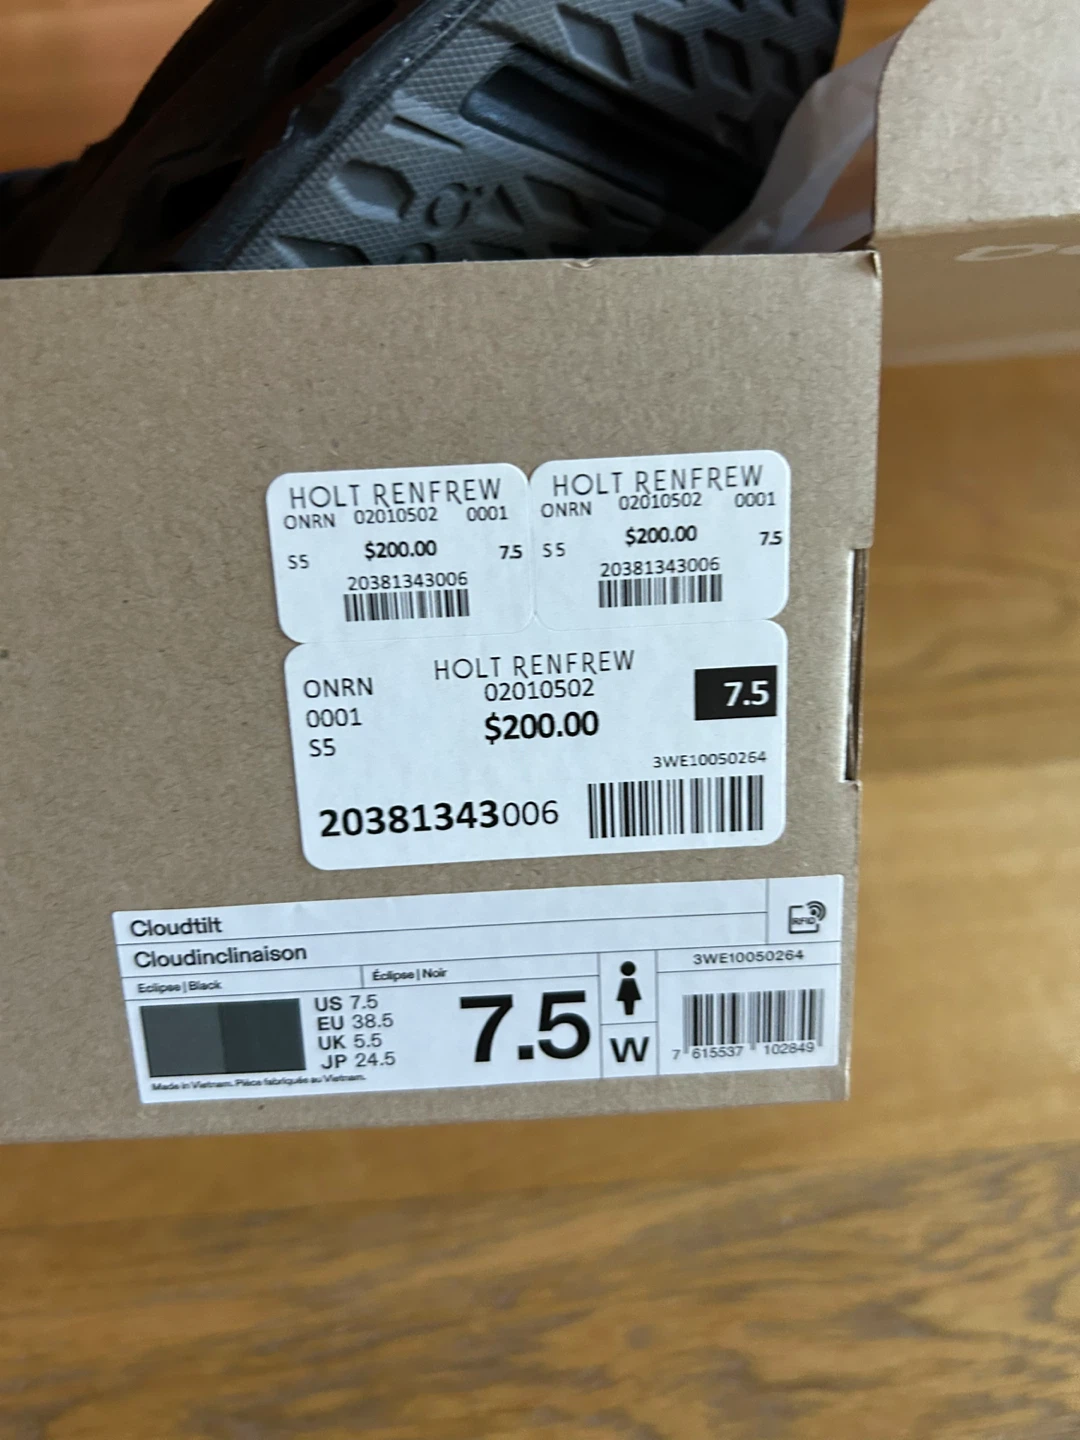 HOLT RENFREW
ONRN 02010502 0001
S5 $200.00 7.5
20381343006
HOLT RENFREW
ONRN 02010502 0001
S5 $200.00 7.5
20381343006
HOLT RENFREW
ONRN 02010502 7.5
0001 $200.00
S5
3WE10050264
20381343006
Cloudtilt
RFID
Cloudinclinaison
3WE10050264
Eclipse | Black Éclipse | Noir
US 7.5
EU 38.5
UK 5.5
JP 24.5
7.5
W
7 615537 102849
Made in Vietnam. Pièce fabriquée au Vietnam.